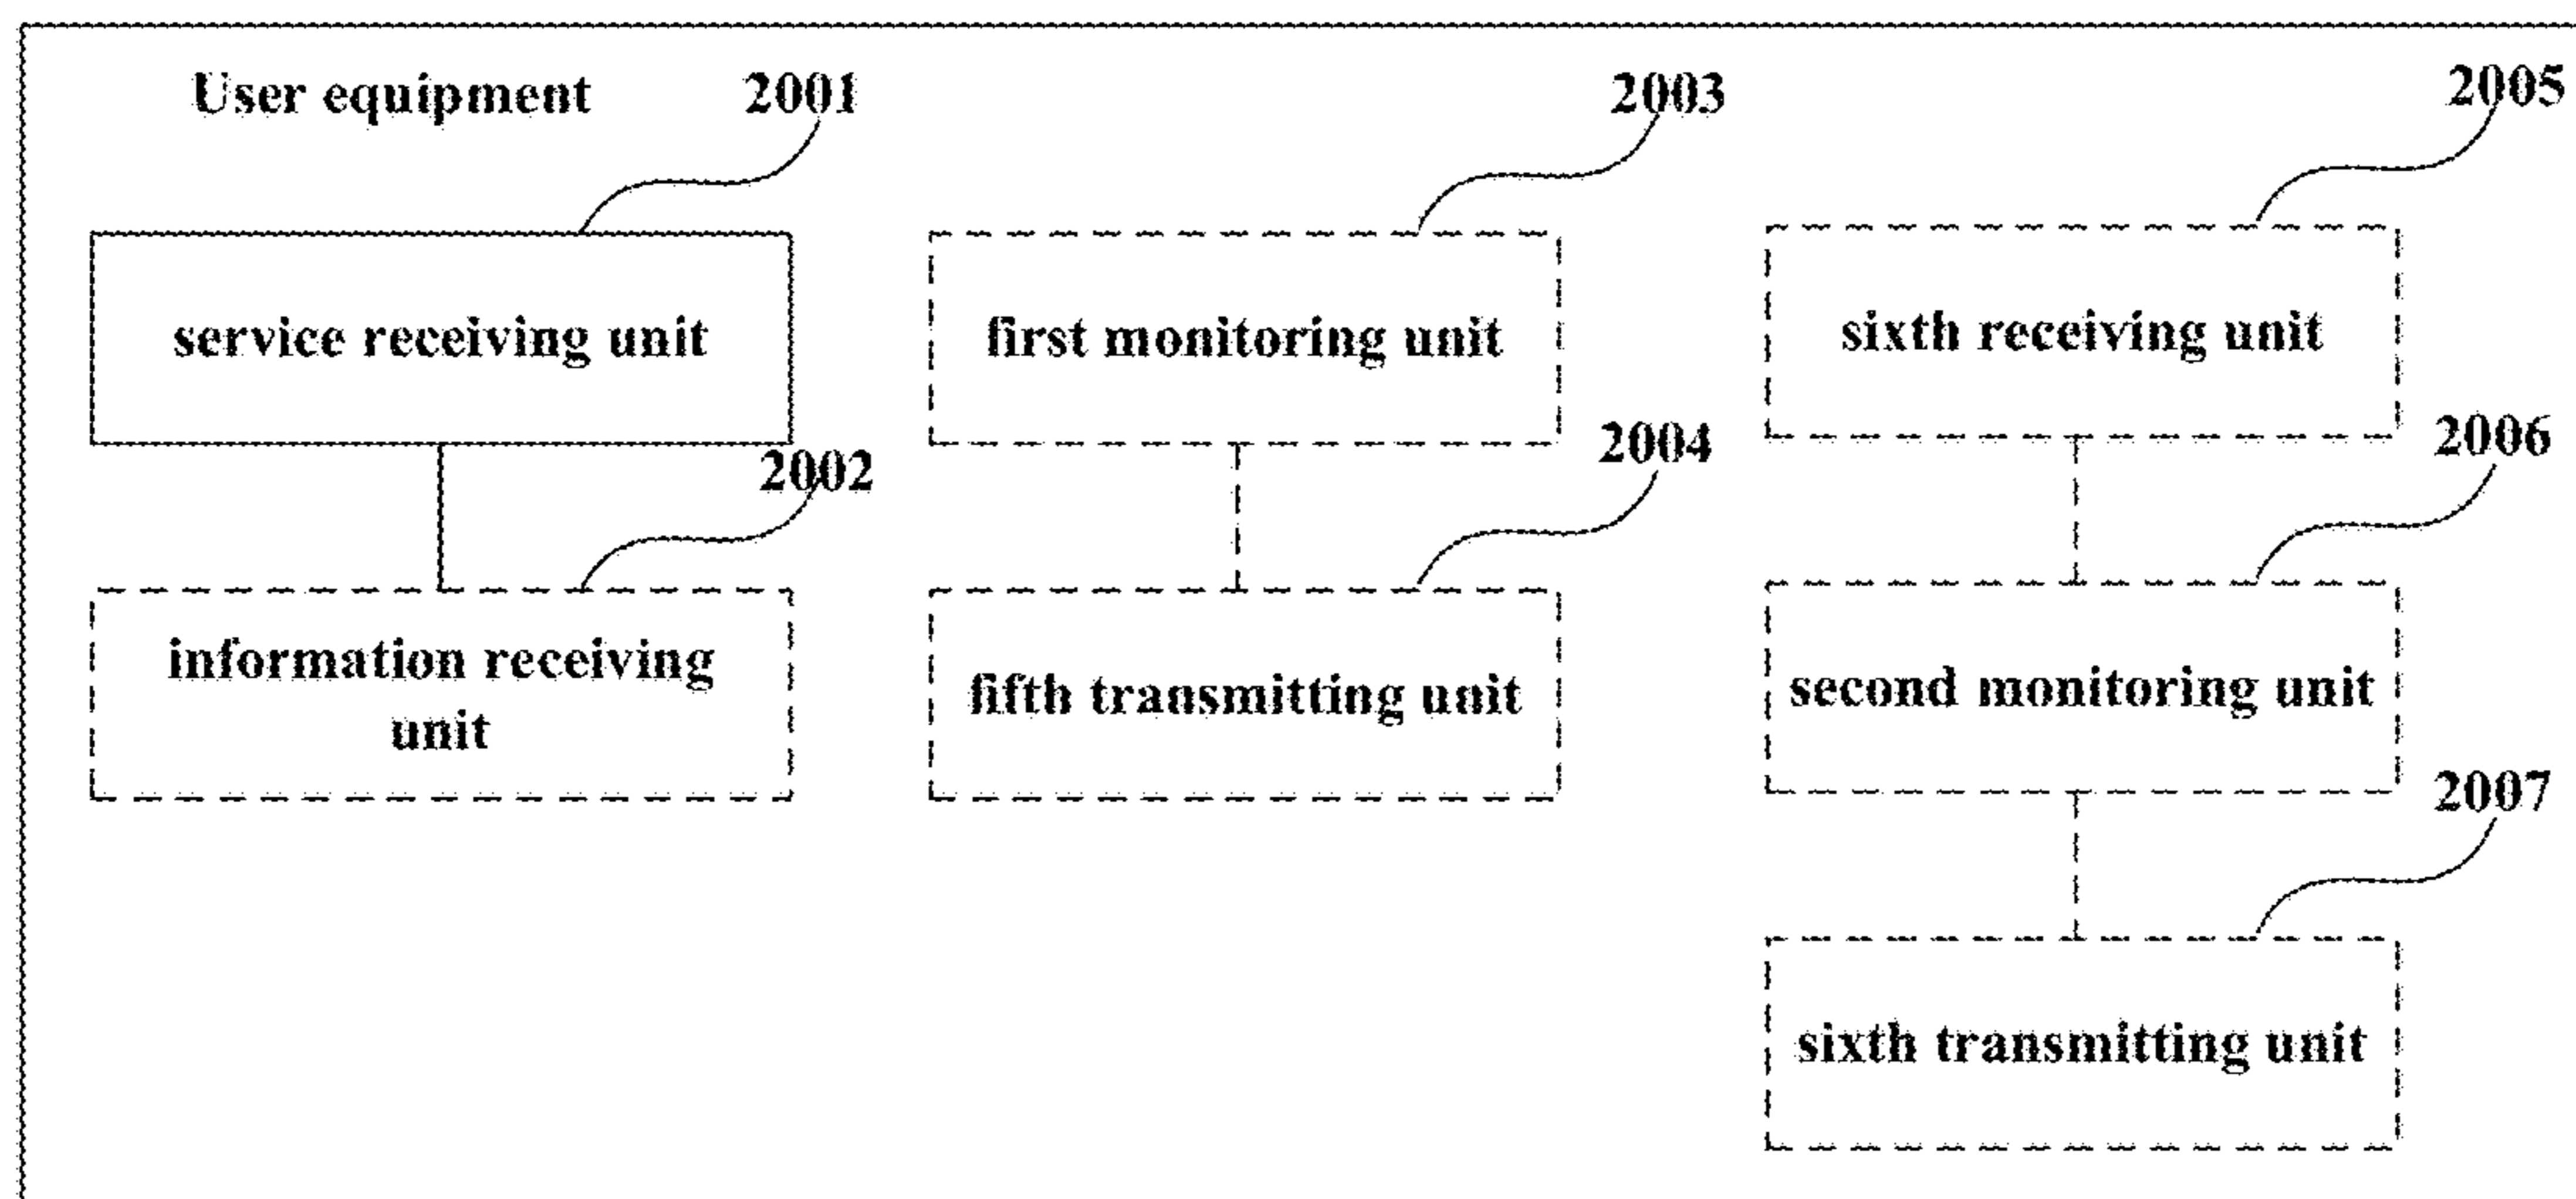 User equipment
2001
2003
2005
service receiving unit
first monitoring unit
sixth receiving unit
2002
2004
2006
information receiving
unit
fifth transmitting unit
second monitoring unit
2007
sixth transmitting unit